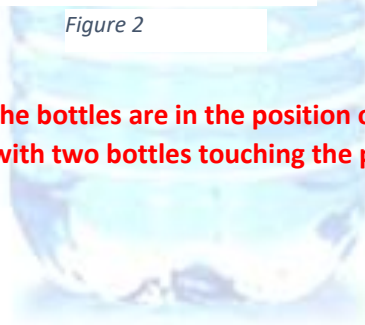 Figure 2
he bottles are in the position
with two bottles touching the